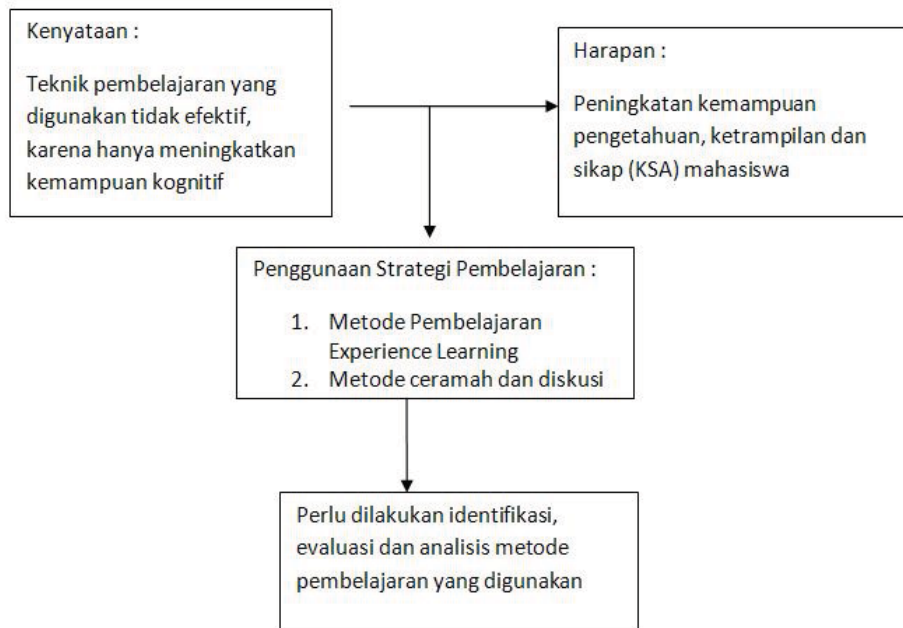 Kenyataan :
Teknik pembelajaran yang
digunakan tidak efektif,
karena hanya meningkatkan
kemampuan kognitif
Harapan :
Peningkatan kemampuan
pengetahuan, ketrampilan dan
sikap (KSA) mahasiswa
Penggunaan Strategi Pembelajaran :
1. Metode Pembelajaran
Experience Learning
2. Metode ceramah dan diskusi
Perlu dilakukan identifikasi,
evaluasi dan analisis metode
pembelajaran yang digunakan